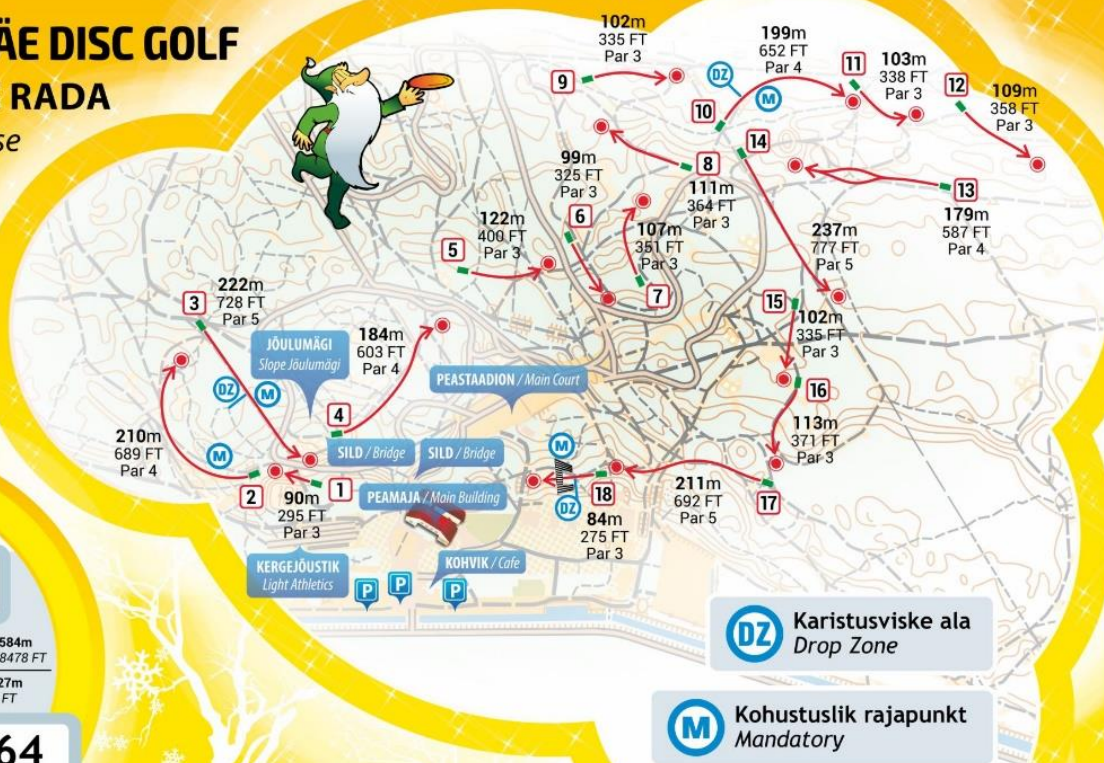 ÄE DISC GOLF
RADA
se
102m
335 FT
Par 3
9
199m
652 FT
Par 4
DZ
M
10
11
103m
338 FT
Par 3
12
109m
358 FT
Par 3
14
8
111m
364 FT
Par 3
13
179m
587 FT
Par 4
99m
325 FT
Par 3
6
107m
351 FT
Par 3
7
122m
400 FT
Par 3
5
237m
777 FT
Par 5
3
222m
728 FT
Par 5
15
102m
335 FT
Par 3
JÕULUMÄGI
Slope Jõulumägi
184m
603 FT
Par 4
PEASTAADION / Main Court
DZ
M
16
4
113m
371 FT
Par 3
210m
689 FT
Par 4
M
SILD / Bridge
SILD / Bridge
M
2
90m
295 FT
Par 3
1
PEAMAJA / Main Building
DZ
18
84m
275 FT
Par 3
211m
692 FT
Par 5
17
KERGEJÕUSTIK
Light Athletics
KOHVIK / Cafe
P
P
P
DZ
Karistusviske ala
Drop Zone
M
Kohustuslik rajapunkt
Mandatory
584m
8478 FT
27m
FT
64